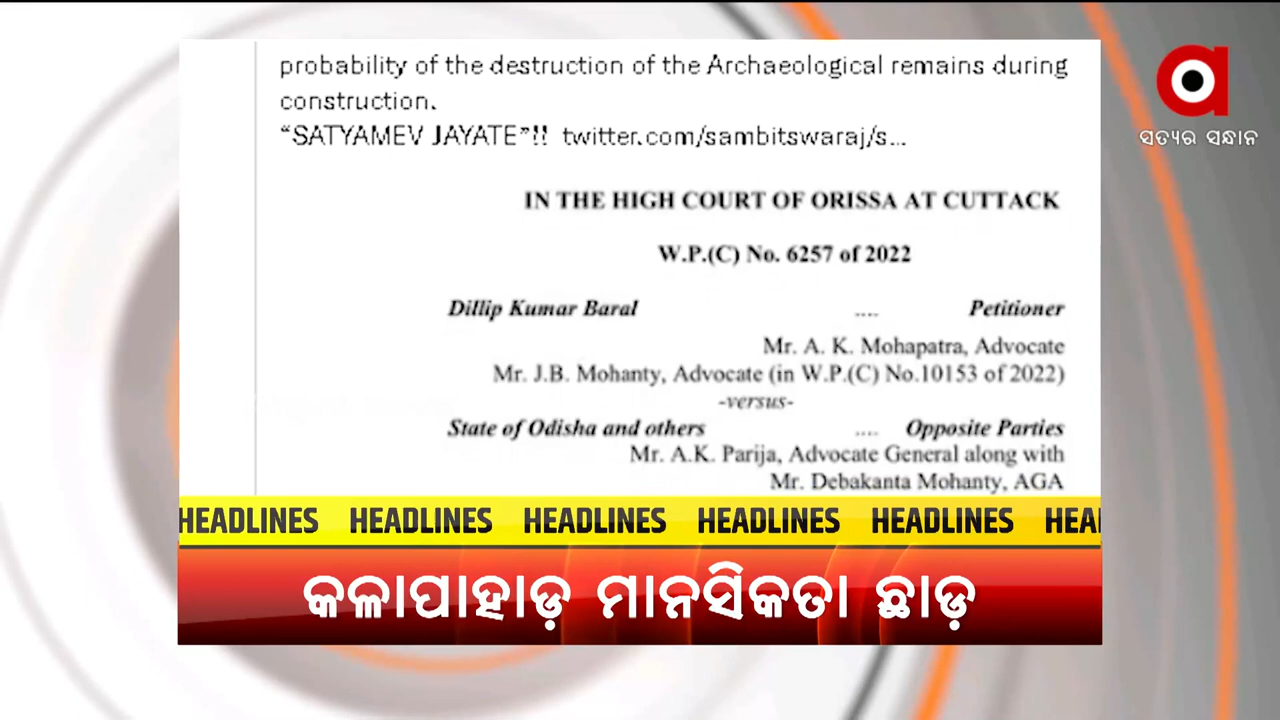 probability of the destruction of the Archaeological remains during
construction.
“SATYAMEV JAYATE”!! twitter.com/sambitswaraj/s...
ସତ୍ୟର ସନ୍ଧାନ
IN THE HIGH COURT OF ORISSA AT CUTTACK
W.P.(C) No. 6257 of 2022
Dillip Kumar Baral .... Petitioner
Mr. A. K. Mohapatra, Advocate
Mr. J.B. Mohanty, Advocate (in W.P.(C) No.10153 of 2022)
-versus-
State of Odisha and others .... Opposite Parties
Mr. A.K. Parija, Advocate General along with
Mr. Debakanta Mohanty, AGA
HEADLINES HEADLINES HEADLINES HEADLINES HEADLINES HEA
କଳାପାହାଡ଼ ମାନସିକତା ଛାଡ଼